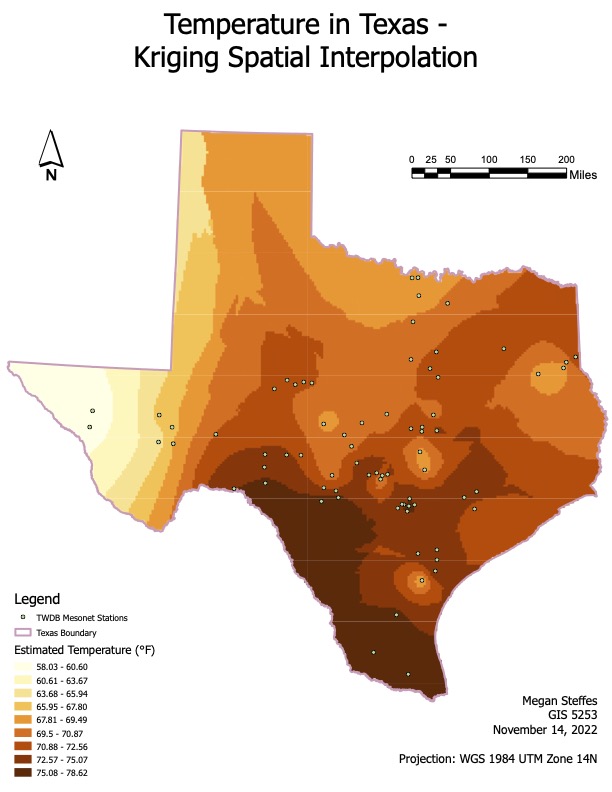 Temperature in Texas -
Kriging Spatial Interpolation
N
0 25 50 100 150 200
Miles
Legend
TWDB Mesonet Stations
Texas Boundary
Estimated Temperature (°F)
58.03 - 60.60
60.61 - 63.67
63.68 - 65.94
65.95 - 67.80
67.81 - 69.49
69.5 - 70.87
70.88 - 72.56
72.57 - 75.07
75.08 - 78.62
Megan Steffes
GIS 5253
November 14, 2022
Projection: WGS 1984 UTM Zone 14N